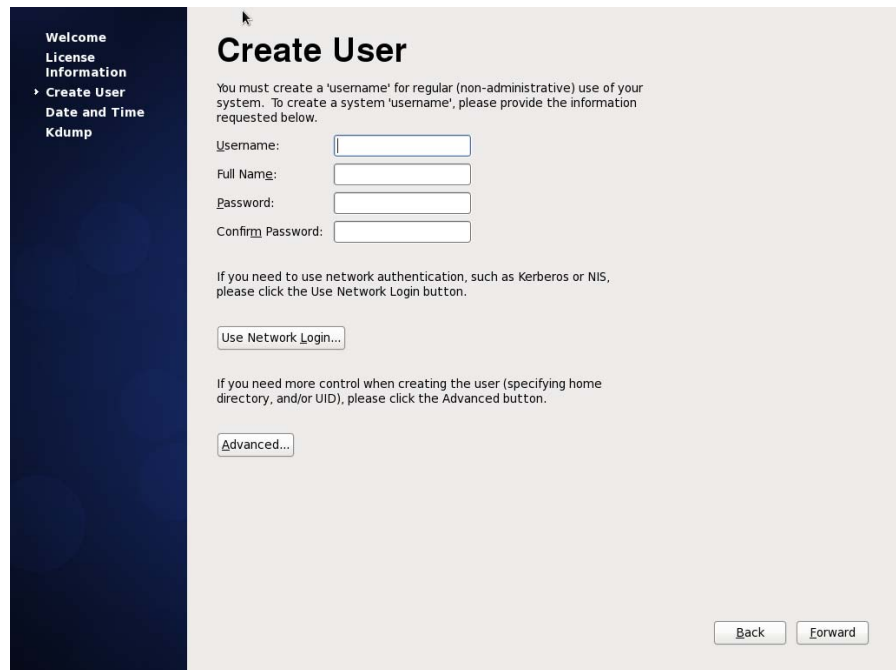 Welcome
License
Information
Create User
Date and Time
Kdump
Create User
You must create a 'username' for regular (non-administrative) use of your
system.  To create a system 'username', please provide the information
requested below.
Username:
Full Name:
Password:
Confirm Password:
If you need to use network authentication, such as Kerberos or NIS,
please click the Use Network Login button.
Use Network Login...
If you need more control when creating the user (specifying home
directory, and/or UID), please click the Advanced button.
Advanced...
Back
Forward